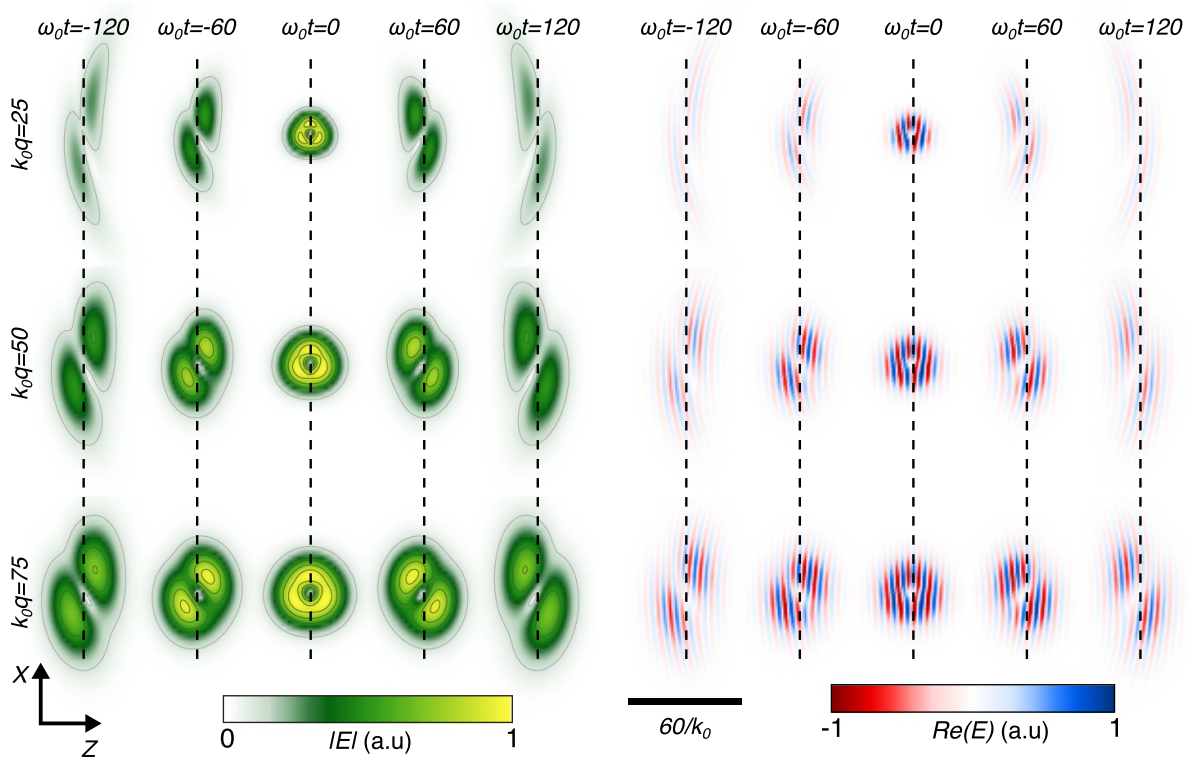 ω₀t=-120 ω₀t=-60 ω₀t=0 ω₀t=60 ω₀t=120 ω₀t=-120 ω₀t=-60 ω₀t=0 ω₀t=60 ω₀t=120
k₀q=25
k₀q=50
k₀q=75
X
Z
0 |E| (a.u) 1
60/k₀
-1 Re(E) (a.u) 1